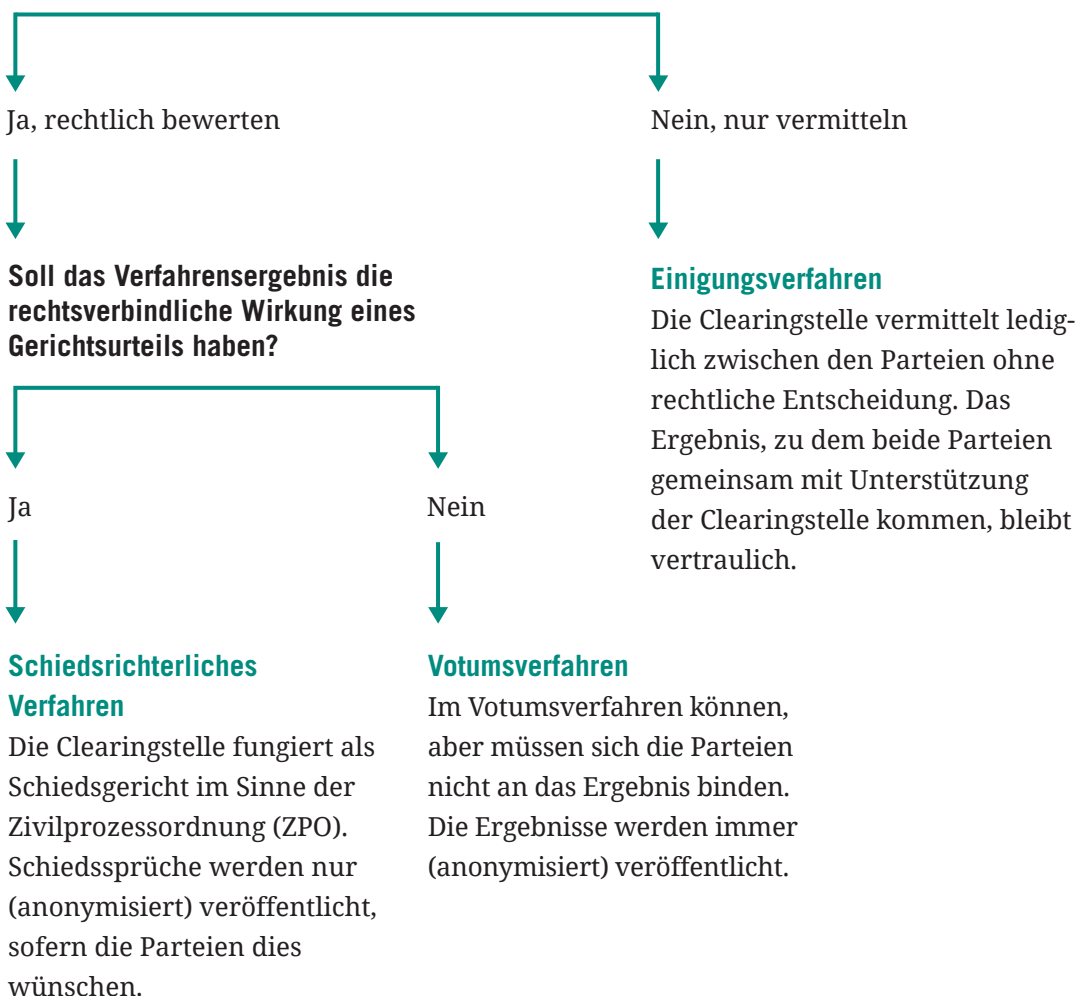 Ja, rechtlich bewerten
Nein, nur vermitteln
Soll das Verfahrensergebnis die
rechtsverbindliche Wirkung eines
Gerichtsurteils haben?
Einigungsverfahren
Die Clearingstelle vermittelt ledig-
lich zwischen den Parteien ohne
rechtliche Entscheidung. Das
Ergebnis, zu dem beide Parteien
gemeinsam mit Unterstützung
der Clearingstelle kommen, bleibt
vertraulich.
Ja
Nein
Schiedsrichterliches
Verfahren
Die Clearingstelle fungiert als
Schiedsgericht im Sinne der
Zivilprozessordnung (ZPO).
Schiedssprüche werden nur
(anonymisiert) veröffentlicht,
sofern die Parteien dies
wünschen.
Votumsverfahren
Im Votumsverfahren können,
aber müssen sich die Parteien
nicht an das Ergebnis binden.
Die Ergebnisse werden immer
(anonymisiert) veröffentlicht.